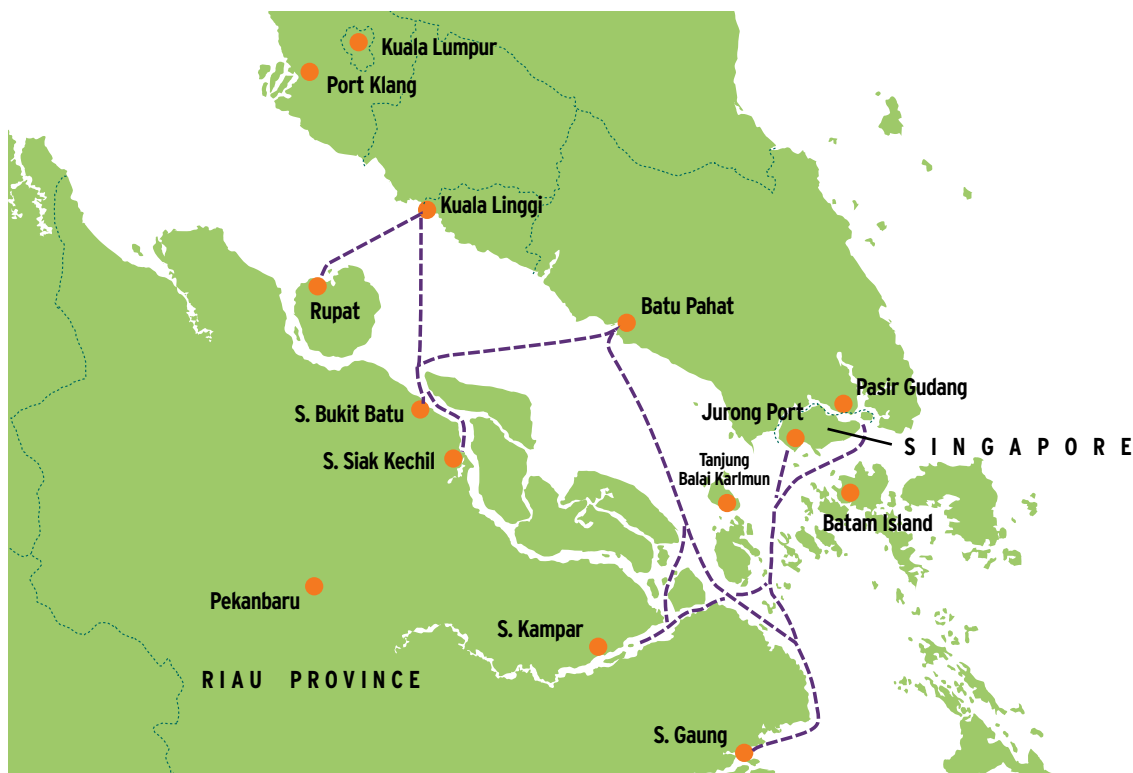 Kuala Lumpur
Port Klang
Kuala Linggi
Rupat
Batu Pahat
Pasir Gudang
S. Bukit Batu
Jurong Port
SINGAPORE
S. Siak Kechil
Tanjung
Balai Karlmun
Batam Island
Pekanbaru
S. Kampar
RIAU PROVINCE
S. Gaung